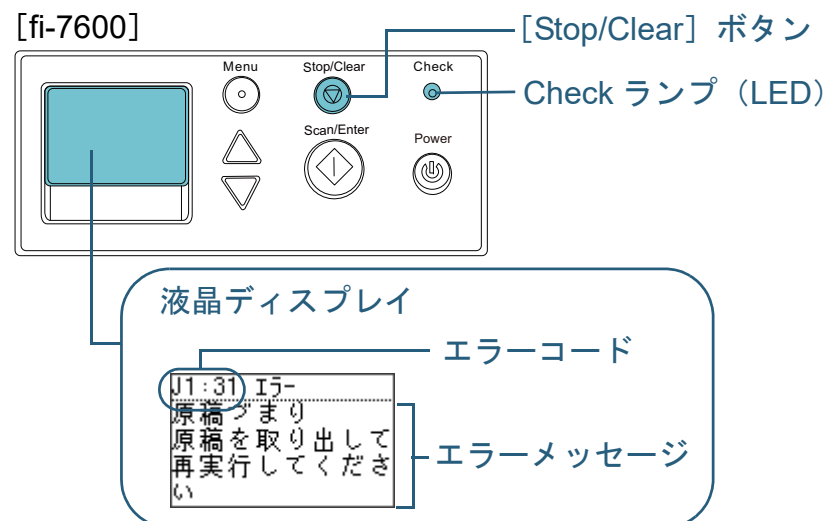 [fi-7600]
[Stop/Clear] ボタン
Menu
Stop/Clear
Check
Check ランプ（LED）
Scan/Enter
Power
液晶ディスプレイ
エラーコード
J1:31 エラー
原稿づまり
原稿を取り出して
再実行してくださ
い
エラーメッセージ